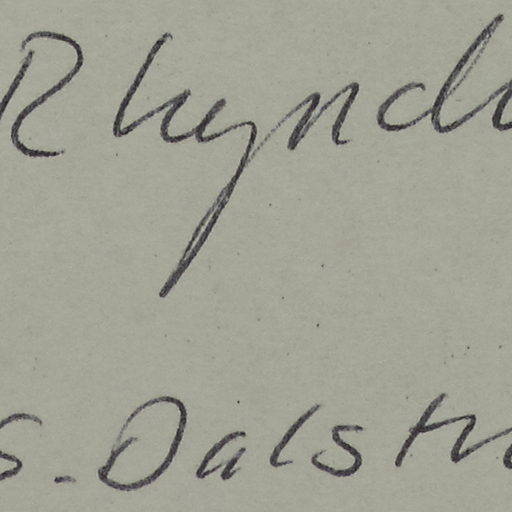 Rhynd
s. Dalst